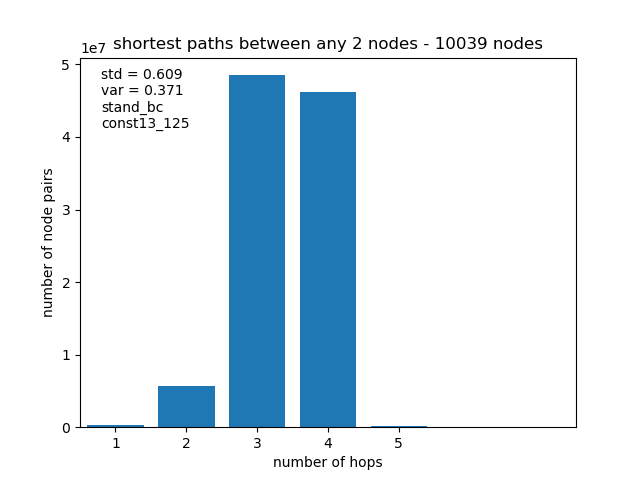 shortest paths between any 2 nodes - 10039 nodes
1e7
std = 0.609
var = 0.371
stand_bc
const13_125
5
4
3
2
1
0
number of node pairs
1 2 3 4 5
number of hops